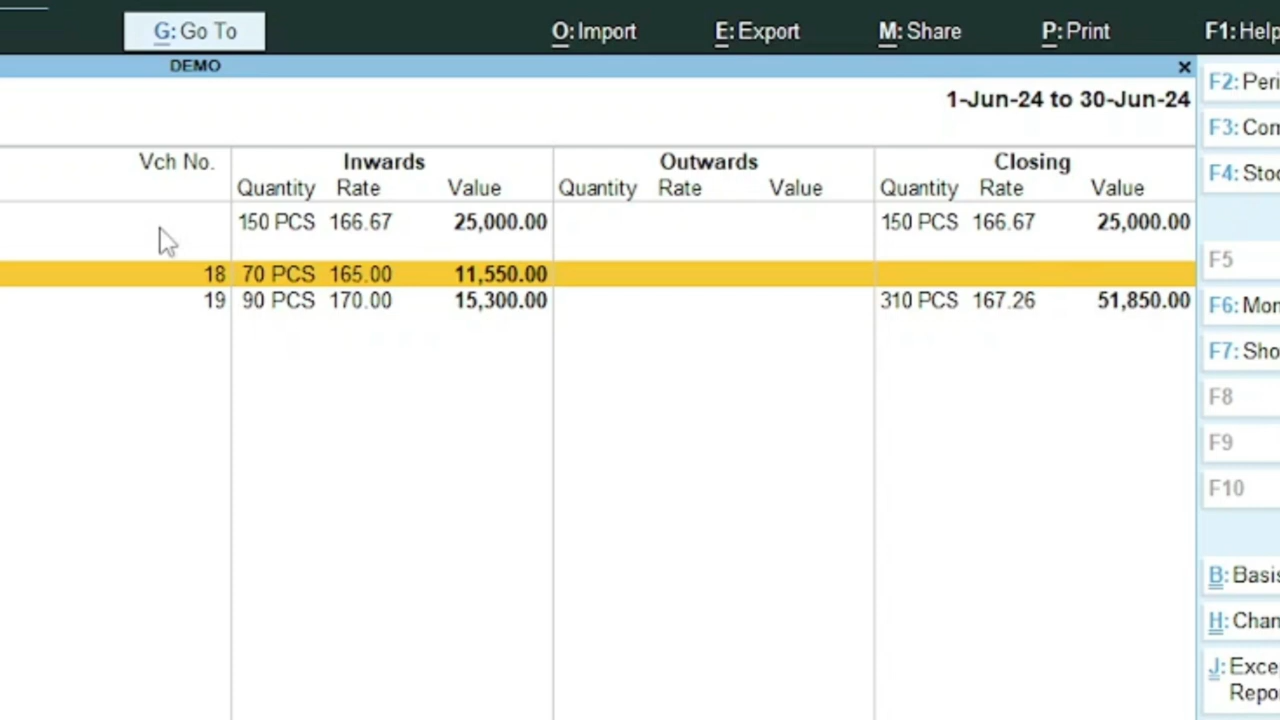 G: Go To O: Import E: Export M: Share P: Print F1: Help
DEMO
1-Jun-24 to 30-Jun-24
F2: Peri
F3: Com
F4: Stoc
Vch No. Inwards Outwards Closing
Quantity Rate Value Quantity Rate Value Quantity Rate Value
150 PCS 166.67 25,000.00 150 PCS 166.67 25,000.00
18 70 PCS 165.00 11,550.00
19 90 PCS 170.00 15,300.00 310 PCS 167.26 51,850.00
F5
F6: Mon
F7: Sho
F8
F9
F10
B: Basis
H: Chan
J: Exce
Repo